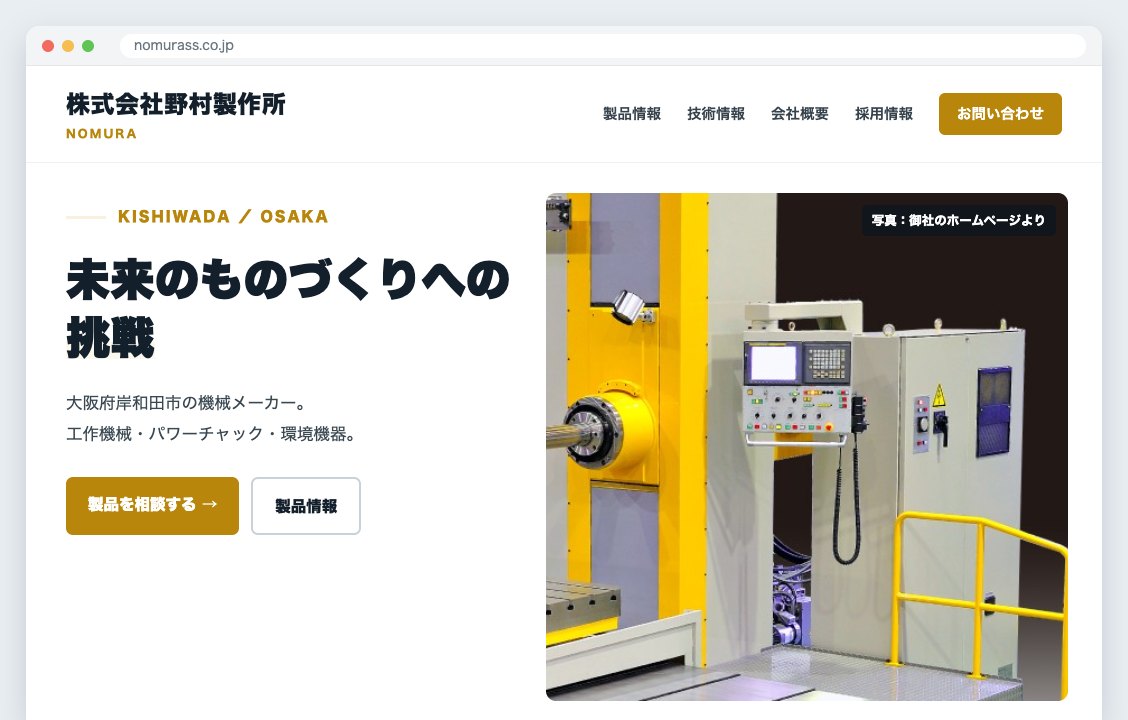 nomurass.co.jp
株式会社野村製作所
NOMURA
製品情報
技術情報
会社概要
採用情報
お問い合わせ
KISHIWADA ／ OSAKA
写真：御社のホームページより
未来のものづくりへの
挑戦
大阪府岸和田市の機械メーカー。
工作機械・パワーチャック・環境機器。
製品を相談する →
製品情報